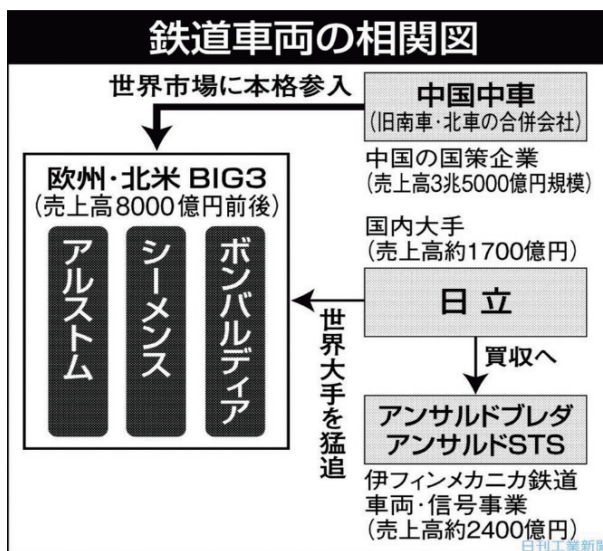 鉄道車両の相関図
世界市場に本格参入
中国中車
(旧南車・北車の合併会社)
中国の国策企業
(売上高3兆5000億円規模)
欧州・北米 BIG3
(売上高8000億円前後)
アルストム
シーメンス
ボンバルディア
国内大手
(売上高約1700億円)
日立
世界大手を猛追
買収へ
アンサルドブレダ
アンサルドSTS
伊フィンメカニカ鉄道
車両・信号事業
(売上高約2400億円)
日刊工業新聞